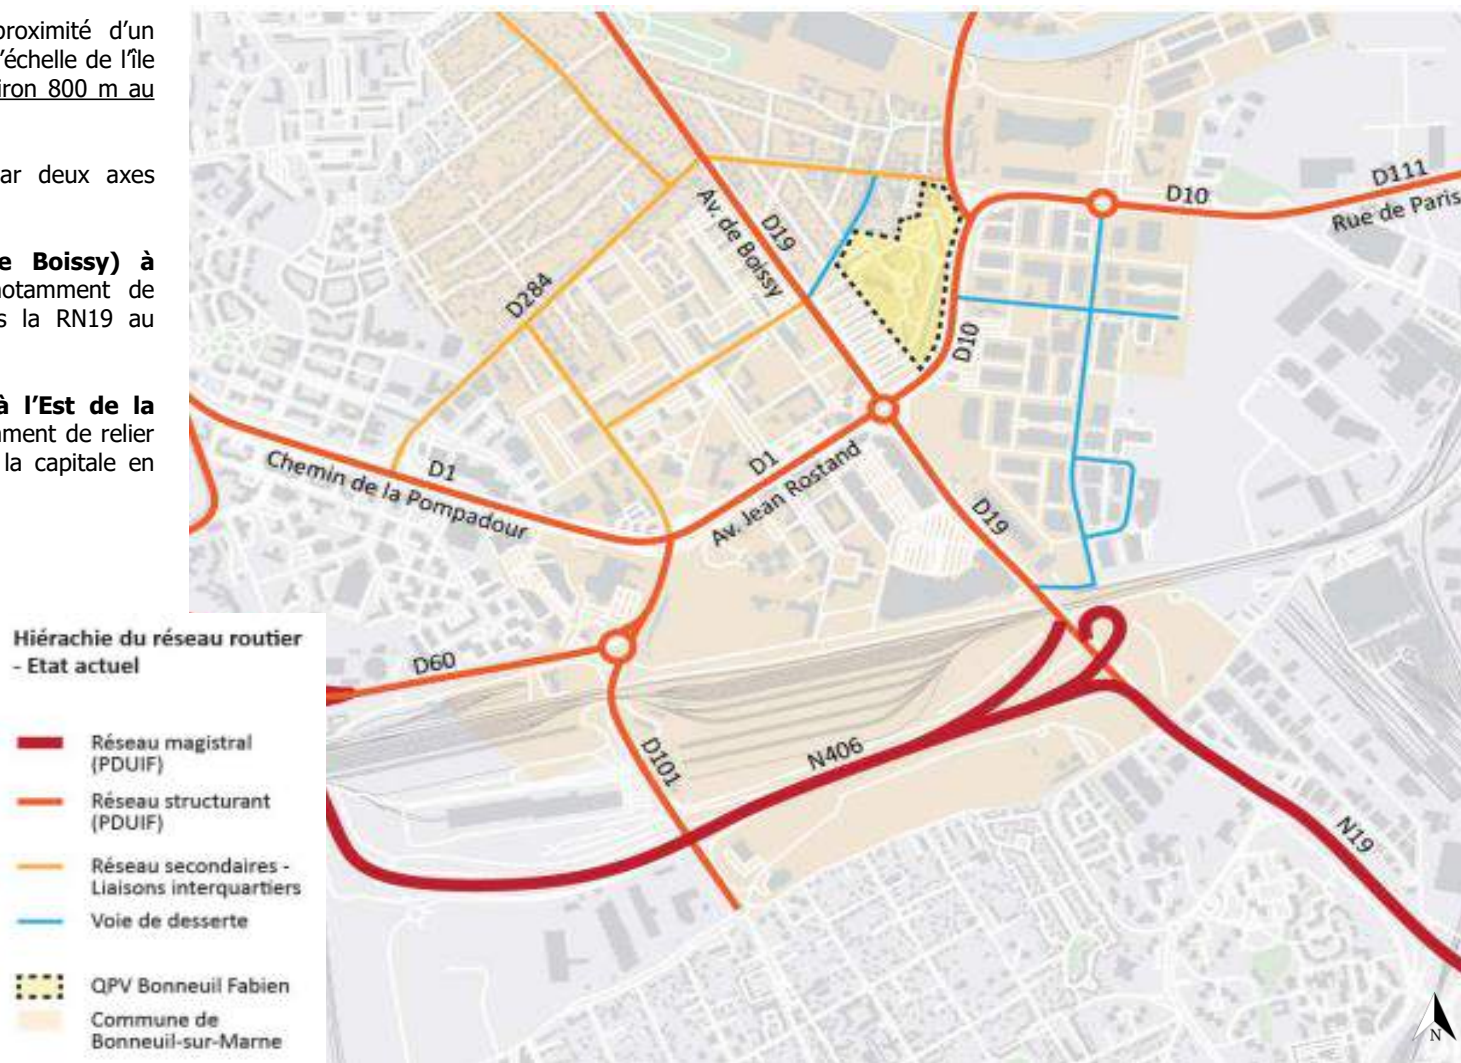 proximité d’un
l’échelle de l’île
iron 800 m au
ar deux axes
e Boissy) à
notamment de
s la RN19 au
à l’Est de la
ment de relier
la capitale en
D111
D10
Rue de Paris
Av. de Boissy
D19
D284
D10
D1
Chemin de la Pompadour
D1
Av. Jean Rostand
D19
D60
D101
N406
N19
N
Hiérachie du réseau routier
- Etat actuel
Réseau magistral
(PDUIF)
Réseau structurant
(PDUIF)
Réseau secondaires -
Liaisons interquartiers
Voie de desserte
QPV Bonneuil Fabien
Commune de
Bonneuil-sur-Marne